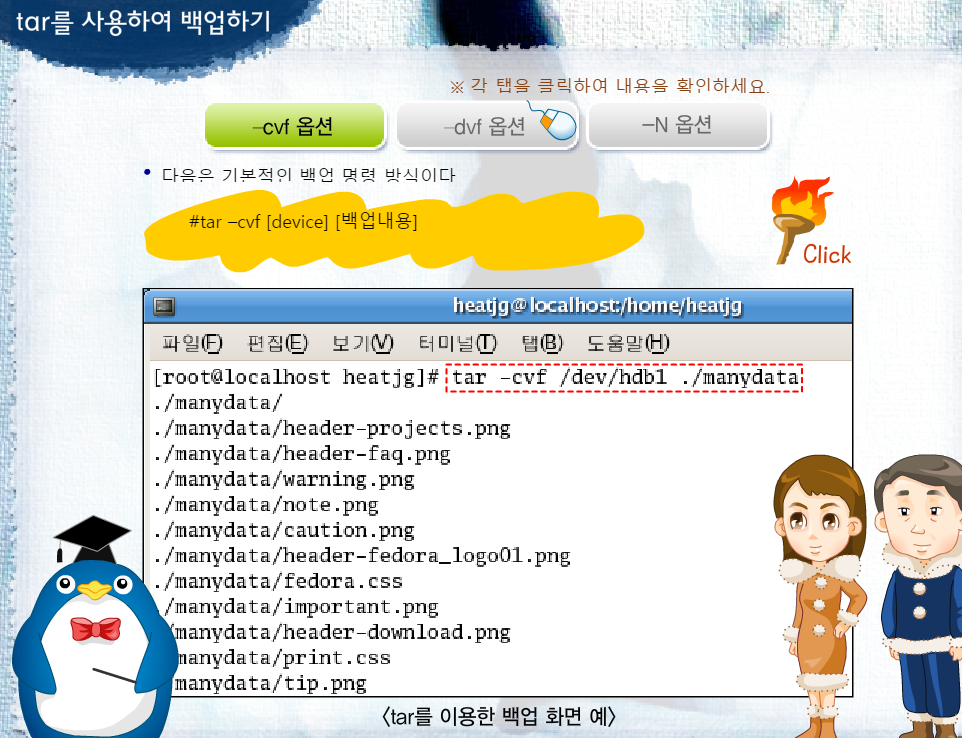 tar를 사용하여 백업하기
※ 각 탭을 클릭하여 내용을 확인하세요.
–cvf 옵션
–dvf 옵션
–N 옵션
• 다음은 기본적인 백업 명령 방식이다
#tar –cvf [device] [백업내용]
Click
heatjg@localhost:/home/heatjg
파일(F) 편집(E) 보기(V) 터미널(T) 탭(B) 도움말(H)
[root@localhost heatjg]# tar -cvf /dev/hdb1 ./manydata
./manydata/
./manydata/header-projects.png
./manydata/header-faq.png
./manydata/warning.png
./manydata/note.png
./manydata/caution.png
./manydata/header-fedora_logo01.png
./manydata/fedora.css
./manydata/important.png
/manydata/header-download.png
manydata/print.css
/manydata/tip.png
〈tar를 이용한 백업 화면 예〉